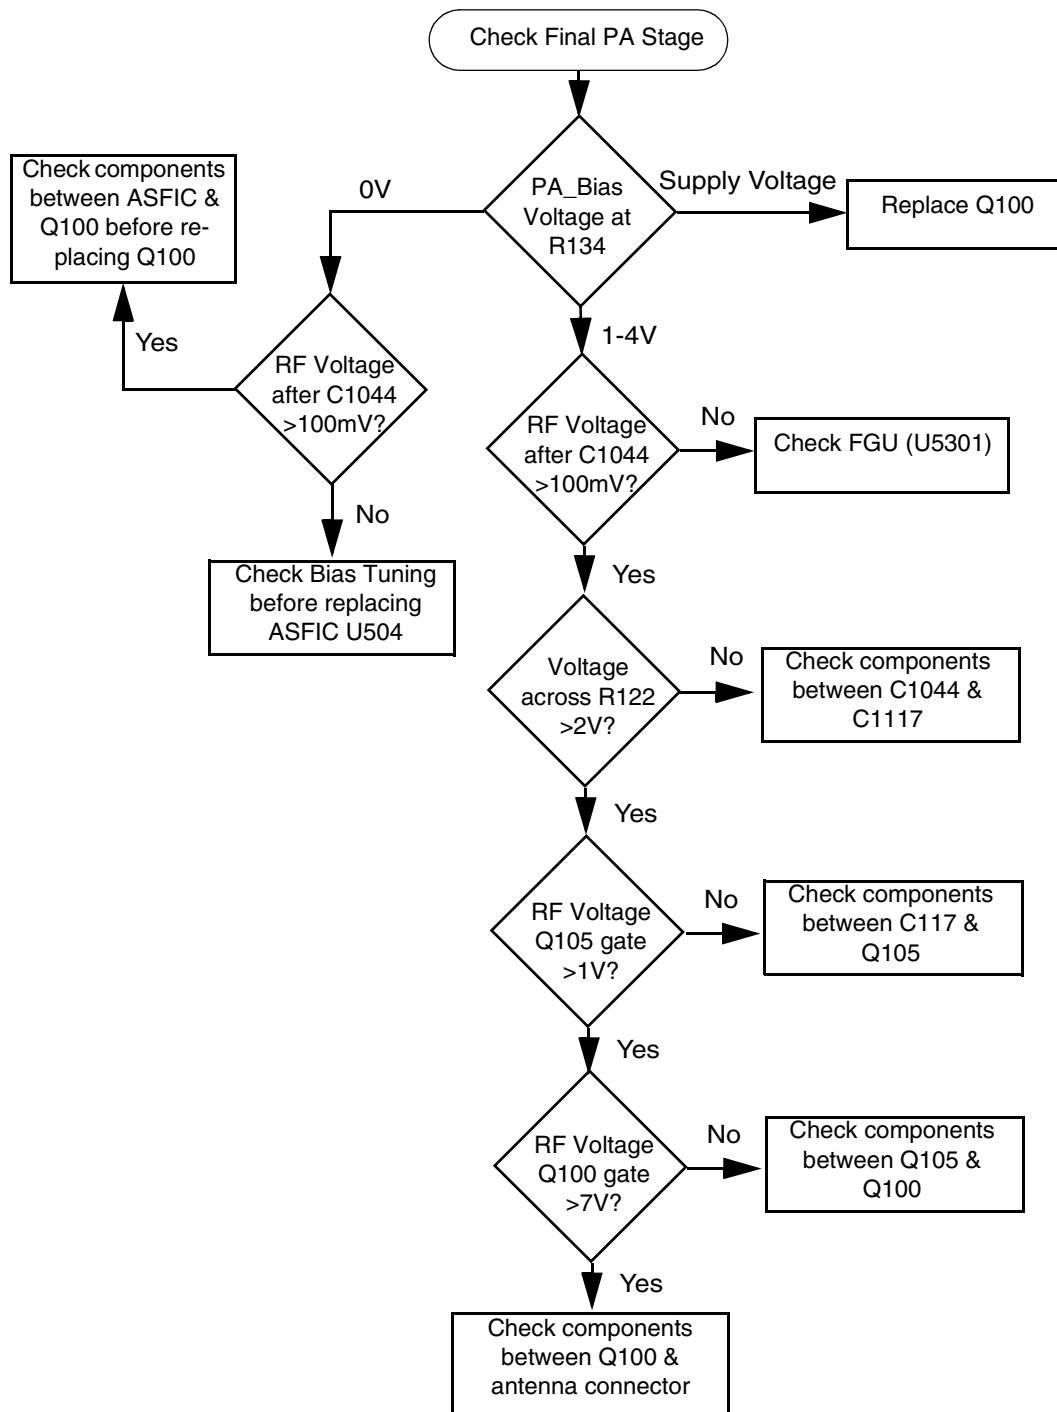 Check Final PA Stage
PA_Bias
Voltage at
R134
0V
Supply Voltage
1-4V
Check components
between ASFIC &
Q100 before re-
placing Q100
Replace Q100
Yes
RF Voltage
after C1044
>100mV?
No
Check Bias Tuning
before replacing
ASFIC U504
RF Voltage
after C1044
>100mV?
No
Check FGU (U5301)
Yes
Voltage
across R122
>2V?
No
Check components
between C1044 &
C1117
Yes
RF Voltage
Q105 gate
>1V?
No
Check components
between C117 &
Q105
Yes
RF Voltage
Q100 gate
>7V?
No
Check components
between Q105 &
Q100
Yes
Check components
between Q100 &
antenna connector